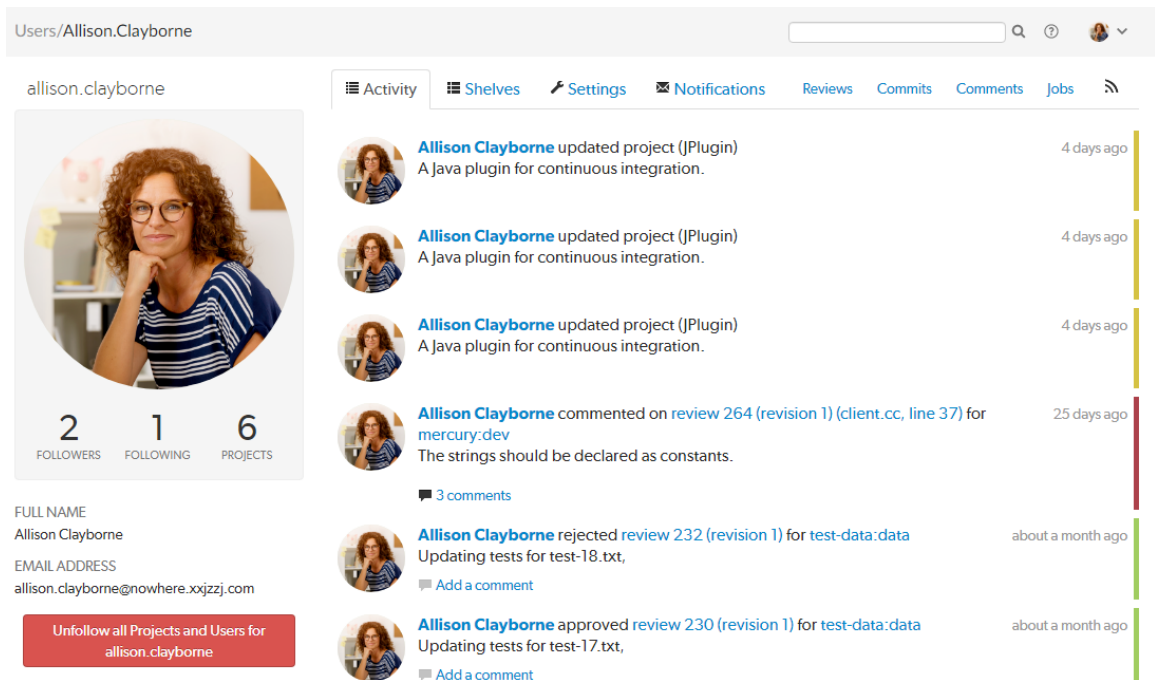 Users/Allison.Clayborne
allison.clayborne
Activity Shelves Settings Notifications Reviews Commits Comments Jobs
Allison Clayborne updated project (JPlugin) 4 days ago
A Java plugin for continuous integration.
Allison Clayborne updated project (JPlugin) 4 days ago
A Java plugin for continuous integration.
Allison Clayborne updated project (JPlugin) 4 days ago
A Java plugin for continuous integration.
Allison Clayborne commented on review 264 (revision 1) (client.cc, line 37) for 25 days ago
mercury:dev
The strings should be declared as constants.
3 comments
Allison Clayborne rejected review 232 (revision 1) for test-data:data about a month ago
Updating tests for test-18.txt,
Add a comment
Allison Clayborne approved review 230 (revision 1) for test-data:data about a month ago
Updating tests for test-17.txt,
Add a comment
2 1 6
FOLLOWERS FOLLOWING PROJECTS
FULL NAME
Allison Clayborne
EMAIL ADDRESS
allison.clayborne@nowhere.xxjzzj.com
Unfollow all Projects and Users for
allison.clayborne